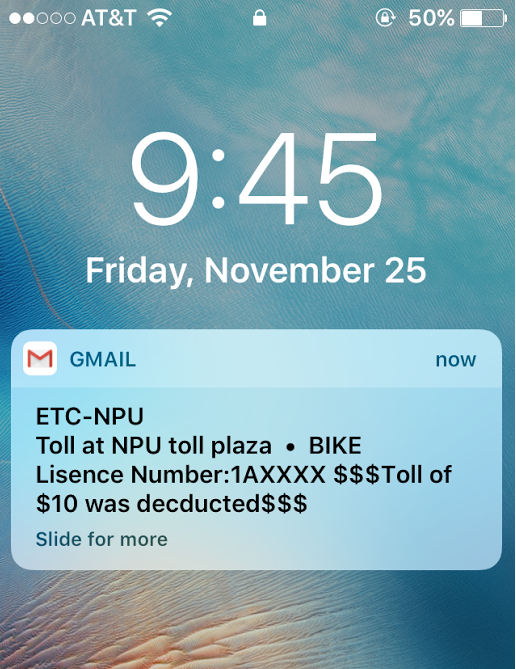 AT&T 50%
9:45
Friday, November 25
GMAIL now
ETC-NPU
Toll at NPU toll plaza • BIKE
Lisence Number:1AXXXX $$$Toll of
$10 was decducted$$$
Slide for more